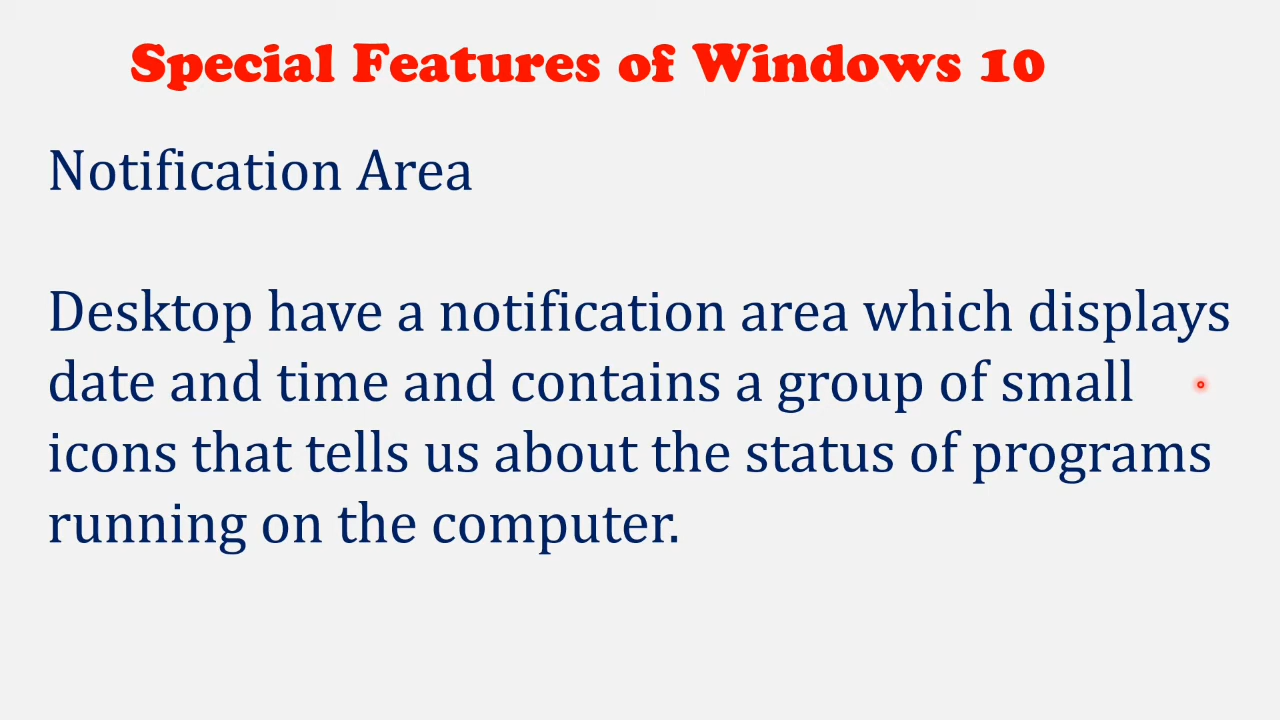 Special Features of Windows 10
Notification Area
Desktop have a notification area which displays
date and time and contains a group of small
icons that tells us about the status of programs
running on the computer.